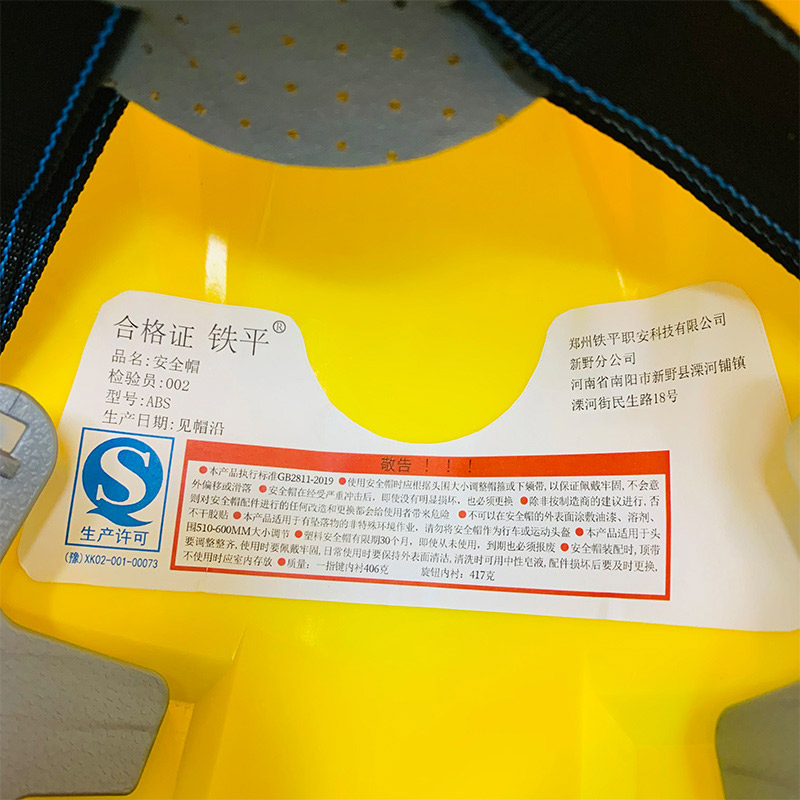 合格证 铁平®
品名:安全帽
检验员:002
型号:ABS
生产日期:见帽沿
郑州铁平职安科技有限公司
新野分公司
河南省南阳市新野县溧河铺镇
溧河街民生路18号
S
生产许可
(豫)XK02-001-00073
敬告!!!
●本产品执行标准GB2811-2019 ●使用安全帽时应根据头围大小调整帽箍或下颏带,以保证佩戴牢固,不会意
外偏移或滑落 ●安全帽在经受严重冲击后,即使没有明显损坏,也必须更换 ●除非按制造商的建议进行,否
则对安全帽配件进行的任何改造和更换都会给使用者带来危险 ●不可以在安全帽的外表面涂敷油漆、溶剂、
不干胶贴 ●本产品适用于有坠落物的非特殊环境作业,请勿将安全帽作为行车或运动头盔 ●本产品适用于头
围510-600MM大小调节 ●塑料安全帽有限期30个月,即使从未使用,到期也必须报废 ●安全帽装配时,顶带
要调整整齐,使用时要佩戴牢固,日常使用时要保持外表面清洁,清洗时可用中性皂液,配件损坏后要及时更换,
不使用时应室内存放 ●质量:一指键内衬406克 旋钮内衬:417克